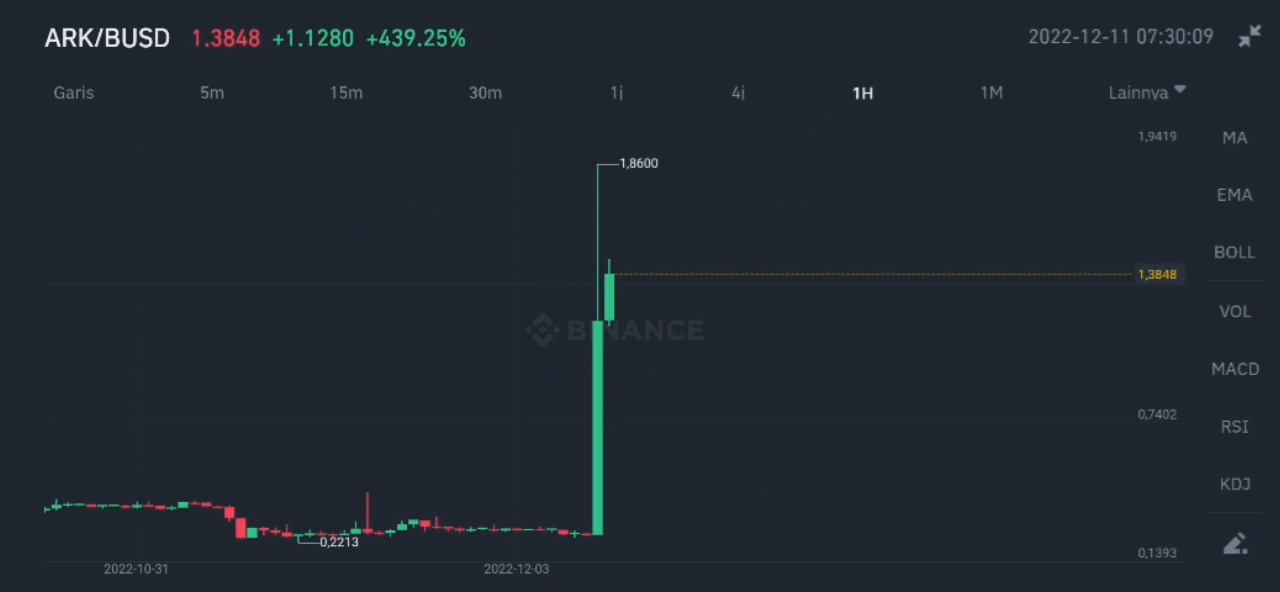 ARK/BUSD 1.3848 +1.1280 +439.25% 2022-12-11 07:30:09
Garis 5m 15m 30m 1j 4j 1H 1M Lainnya
1,9419 MA
1,8600
EMA
BOLL
1,3848
VOL
BINANCE
MACD
0,7402
RSI
KDJ
0,2213
0,1393
2022-10-31 2022-12-03